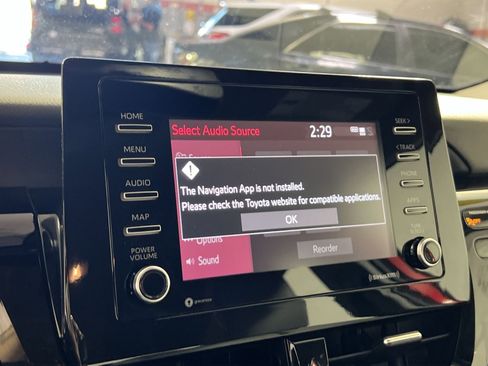 HOME
MENU
AUDIO
MAP
POWER
VOLUME
Select Audio Source
2:29
The Navigation App is not installed.
Please check the Toyota website for compatible applications.
OK
Options
Reorder
Sound
SEEK >
< TRACK
PHONE
APPS
SiriusXM